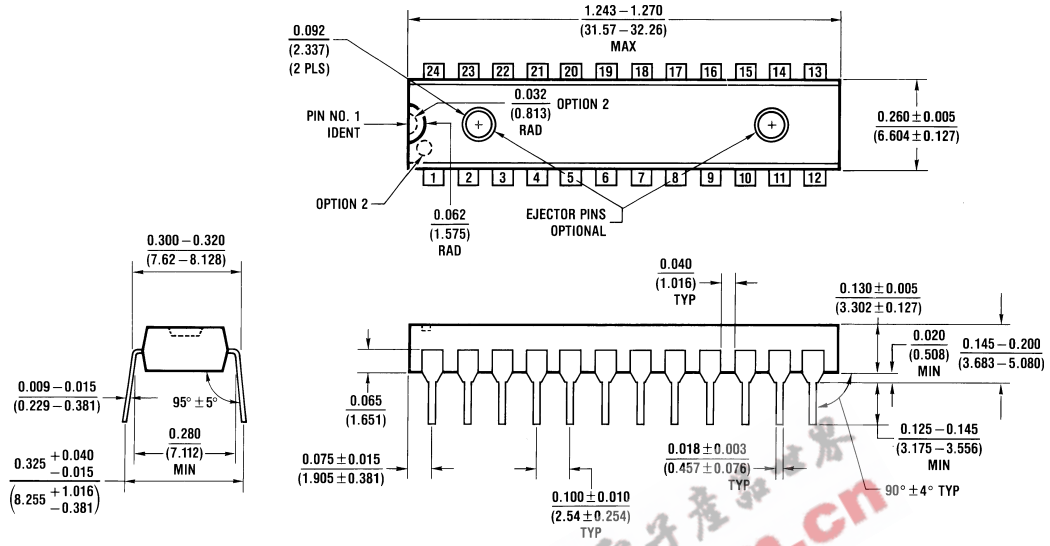 1.243 – 1.270
(31.57 – 32.26)
MAX
0.092
(2.337)
(2 PLS)
24 23 22 21 20 19 18 17 16 15 14 13
0.032
(0.813)
RAD
OPTION 2
PIN NO. 1
IDENT
0.260 ± 0.005
(6.604 ± 0.127)
1 2 3 4 5 6 7 8 9 10 11 12
OPTION 2
0.062
(1.575)
RAD
EJECTOR PINS
OPTIONAL
0.300 – 0.320
(7.62 – 8.128)
0.040
(1.016)
TYP
0.130 ± 0.005
(3.302 ± 0.127)
0.020
(0.508)
MIN
0.145 – 0.200
(3.683 – 5.080)
0.009 – 0.015
(0.229 – 0.381)
95° ± 5°
0.065
(1.651)
0.280
(7.112)
MIN
0.325 +0.040 –0.015
(8.255 +1.016 –0.381)
0.075 ± 0.015
(1.905 ± 0.381)
0.100 ± 0.010
(2.54 ± 0.254)
TYP
0.018 ± 0.003
(0.457 ± 0.076)
TYP
0.125 – 0.145
(3.175 – 3.556)
MIN
90° ± 4° TYP
子產品世界
.cn